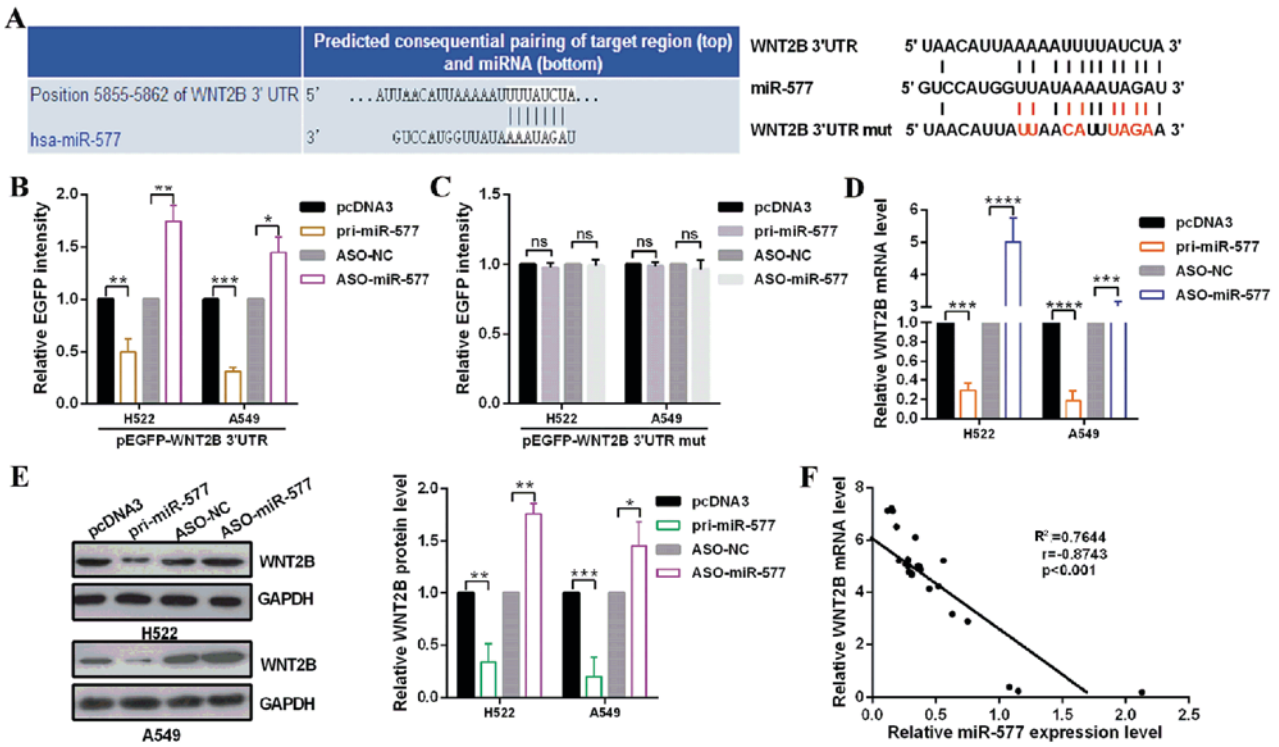 A
Predicted consequential pairing of target region (top)
and miRNA (bottom)
Position 5855-5862 of WNT2B 3' UTR 5' ...AUUAACAUUAAAAAUUUUAUCUA...
hsa-miR-577 3' GUCCAUGGUUAUAAAAUAGAU
WNT2B 3'UTR 5' UAACAUUAAAAAUUUUAUCUA 3'
miR-577 5' GUCCAUGGUUAUAAAAUAGAU 3'
WNT2B 3'UTR mut 5' UAACAUUAUUAACAUUUAGAA 3'
B
Relative EGFP intensity
2.0
1.5
1.0
0.5
0.0
** *** ** *
H522 A549
pEGFP-WNT2B 3'UTR
pcDNA3
pri-miR-577
ASO-NC
ASO-miR-577
C
Relative EGFP intensity
1.5
1.0
0.5
0.0
ns ns ns ns
H522 A549
pEGFP-WNT2B 3'UTR mut
pcDNA3
pri-miR-577
ASO-NC
ASO-miR-577
D
Relative WNT2B mRNA level
8
7
6
5
4
3
1.0
0.8
0.6
0.4
0.2
0.0
*** **** **** ***
H522 A549
pcDNA3
pri-miR-577
ASO-NC
ASO-miR-577
E
pcDNA3 pri-miR-577 ASO-NC ASO-miR-577
WNT2B
GAPDH
H522
WNT2B
GAPDH
A549
Relative WNT2B protein level
2.0
1.5
1.0
0.5
0.0
** ** *** *
H522 A549
pcDNA3
pri-miR-577
ASO-NC
ASO-miR-577
F
Relative WNT2B mRNA level
8
6
4
2
0
R²=0.7644
r=-0.8743
p<0.001
0.0 0.5 1.0 1.5 2.0 2.5
Relative miR-577 expression level